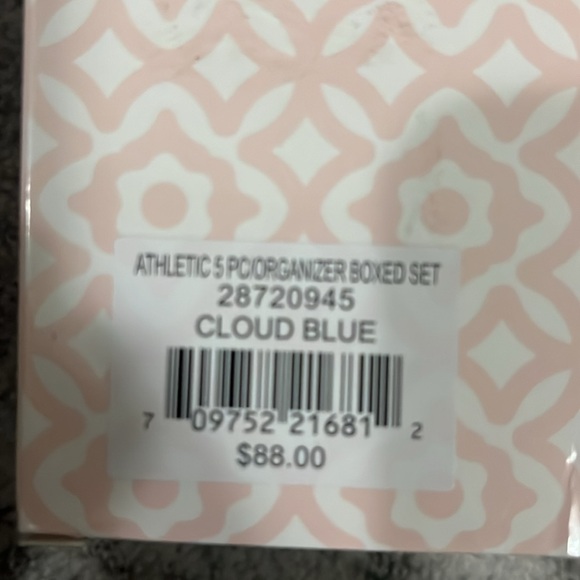 ATHLETIC 5 PC/ORGANIZER BOXED SET
28720945
CLOUD BLUE
7 09752 21681 2
$88.00